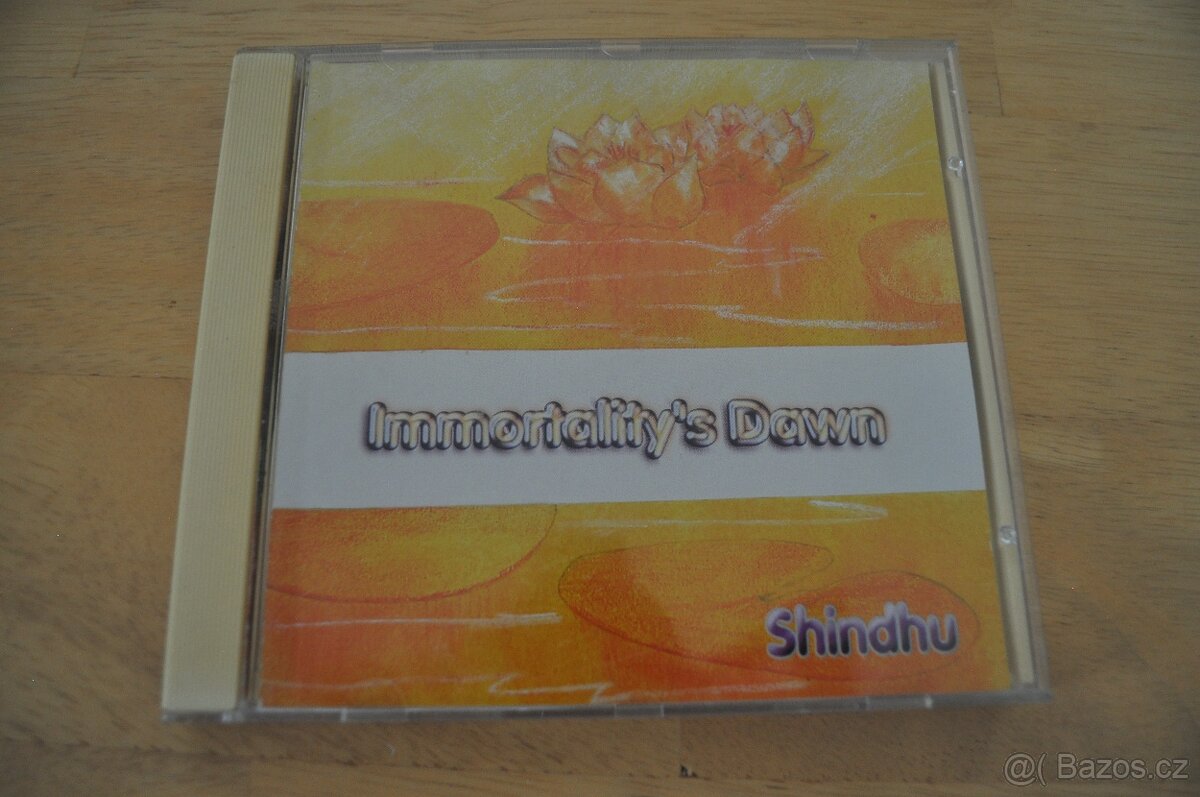 Immortality's Dawn
Shindhu
@( Bazos.cz